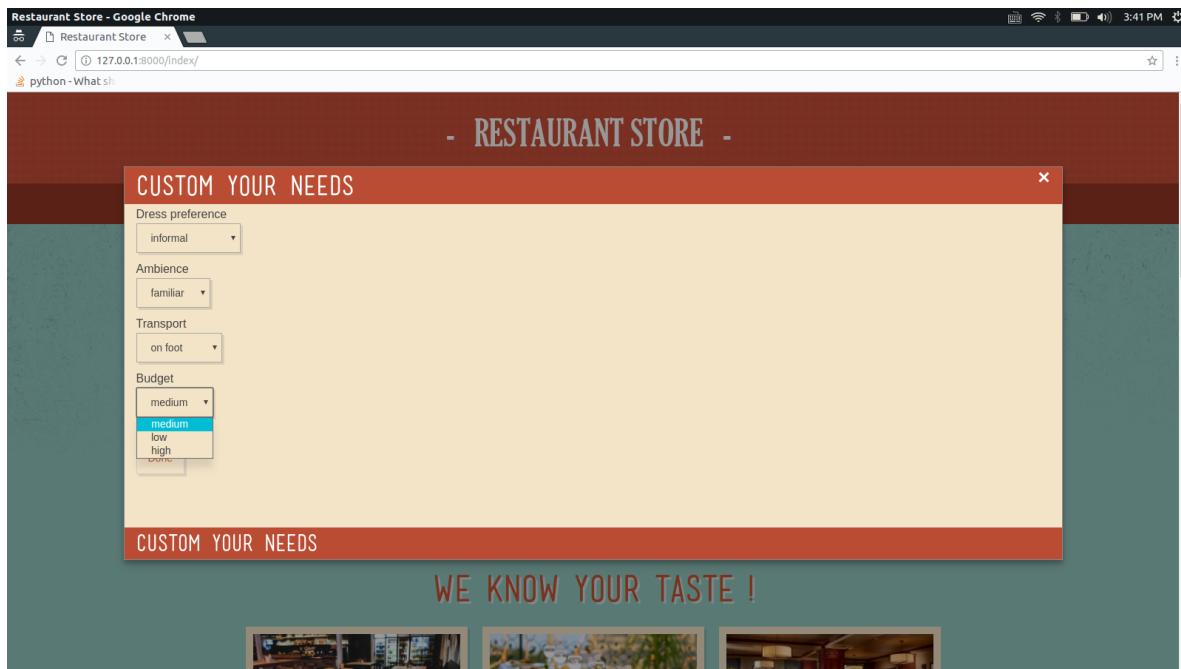 Restaurant Store - Google Chrome
3:41 PM
Restaurant Store ×
127.0.0.1:8000/index/
python - What sh
- RESTAURANT STORE -
CUSTOM YOUR NEEDS ×
Dress preference
informal
Ambience
familiar
Transport
on foot
Budget
medium
medium
low
high
Done
CUSTOM YOUR NEEDS
WE KNOW YOUR TASTE !